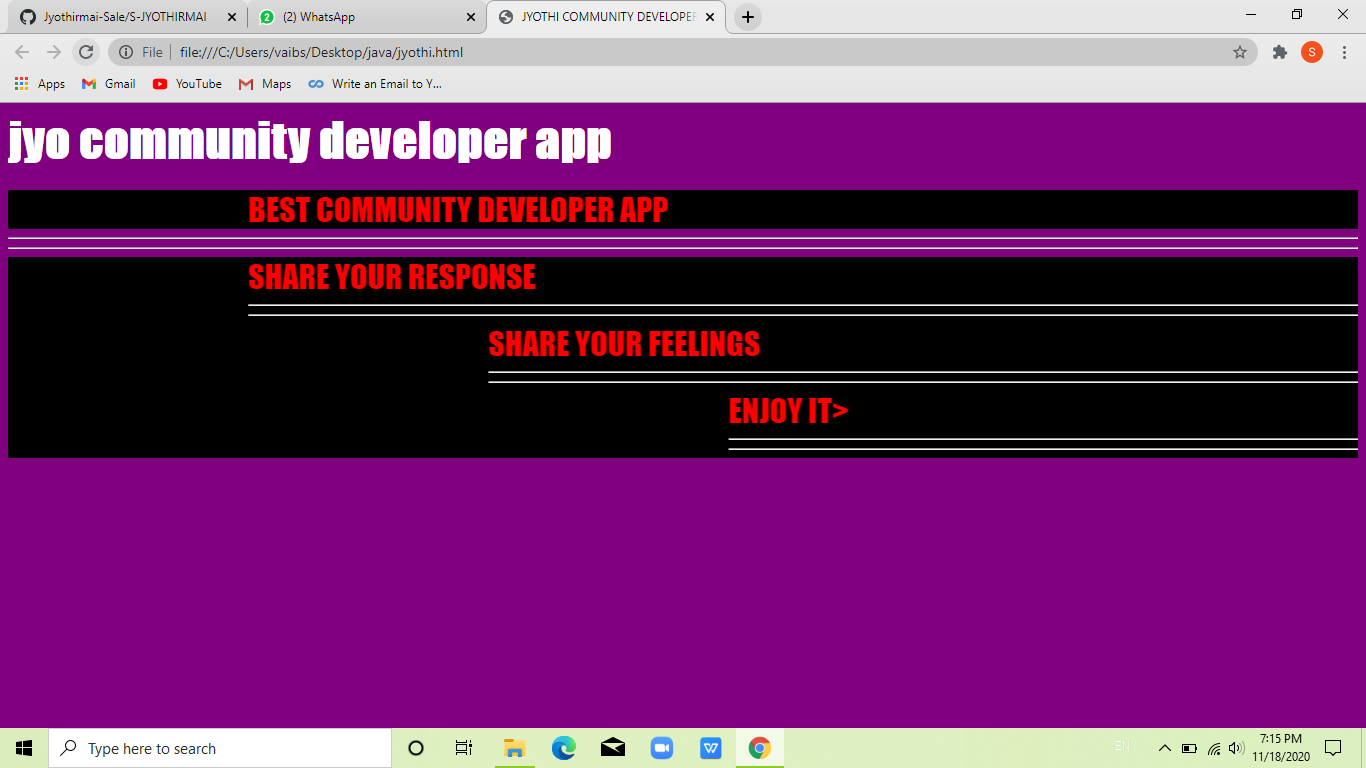 Jyothirmai-Sale/S-JYOTHIRMAI
2 (2) WhatsApp
JYOTHI COMMUNITY DEVELOPER
File file:///C:/Users/vaibs/Desktop/java/jyothi.html S
Apps Gmail YouTube Maps Write an Email to Y...
jyo community developer app
BEST COMMUNITY DEVELOPER APP
SHARE YOUR RESPONSE
SHARE YOUR FEELINGS
ENJOY IT>
Type here to search
EN
7:15 PM
11/18/2020